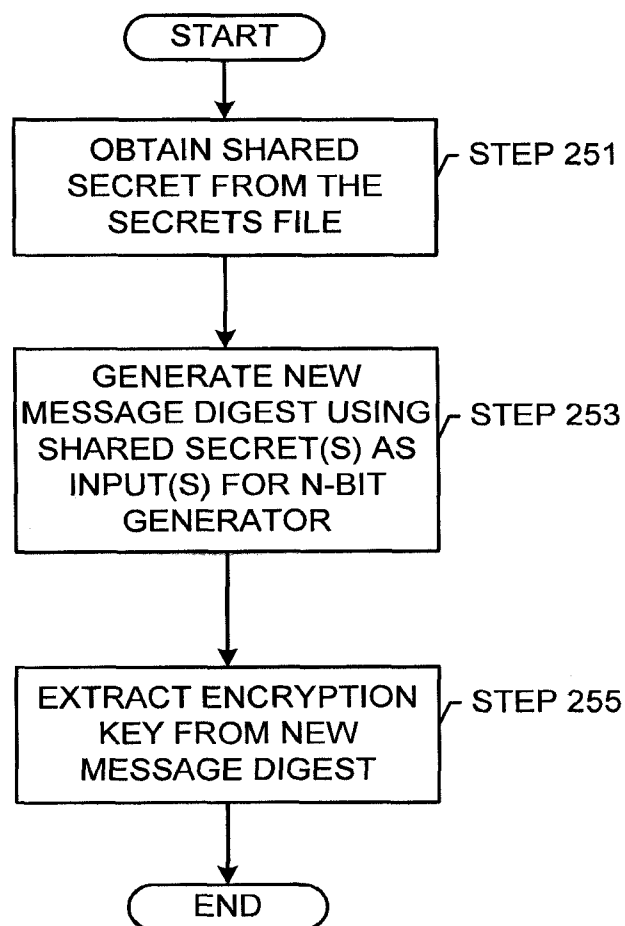 START
OBTAIN SHARED
SECRET FROM THE
SECRETS FILE
STEP 251
GENERATE NEW
MESSAGE DIGEST USING
SHARED SECRET(S) AS
INPUT(S) FOR N-BIT
GENERATOR
STEP 253
EXTRACT ENCRYPTION
KEY FROM NEW
MESSAGE DIGEST
STEP 255
END